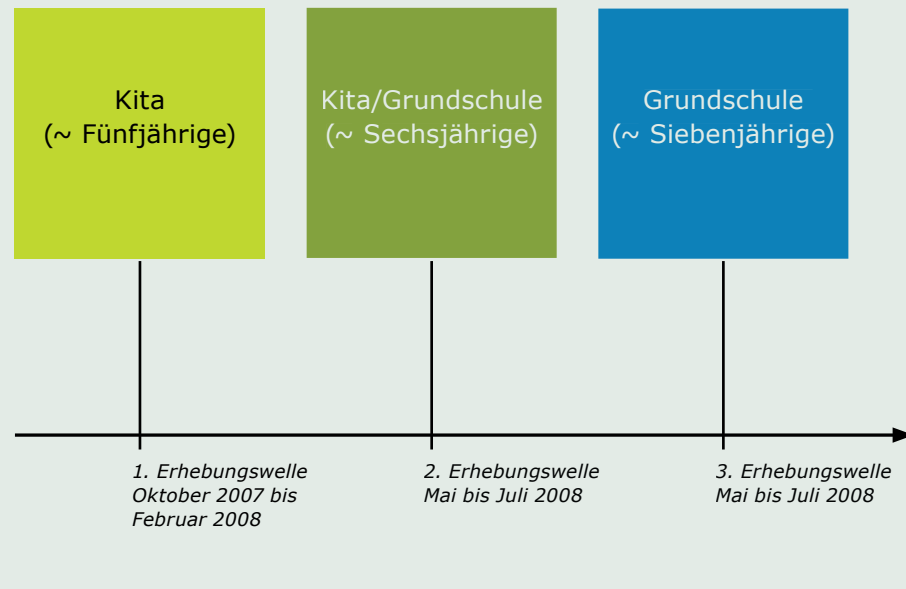 Kita
(~ Fünfjährige)
Kita/Grundschule
(~ Sechsjährige)
Grundschule
(~ Siebenjährige)
1. Erhebungswelle
Oktober 2007 bis
Februar 2008
2. Erhebungswelle
Mai bis Juli 2008
3. Erhebungswelle
Mai bis Juli 2008